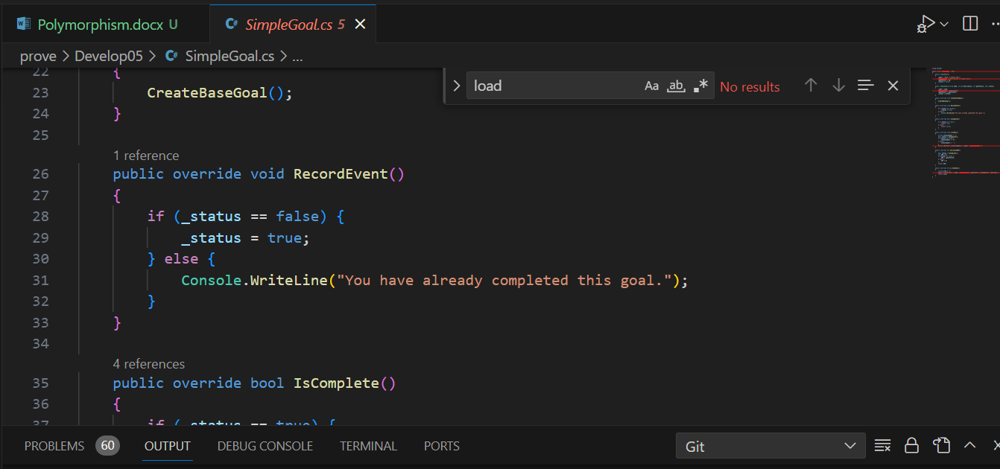 Polymorphism.docx U
SimpleGoal.cs 5
prove > Develop05 > SimpleGoal.cs > ...
load
Aa
ab
.*
No results
22 {
23 CreateBaseGoal();
24 }
25
1 reference
26 public override void RecordEvent()
27 {
28 if (_status == false) {
29 _status = true;
30 } else {
31 Console.WriteLine("You have already completed this goal.");
32 }
33 }
34
4 references
35 public override bool IsComplete()
36 {
37 if (_status == true) {
PROBLEMS 60 OUTPUT DEBUG CONSOLE TERMINAL PORTS
Git